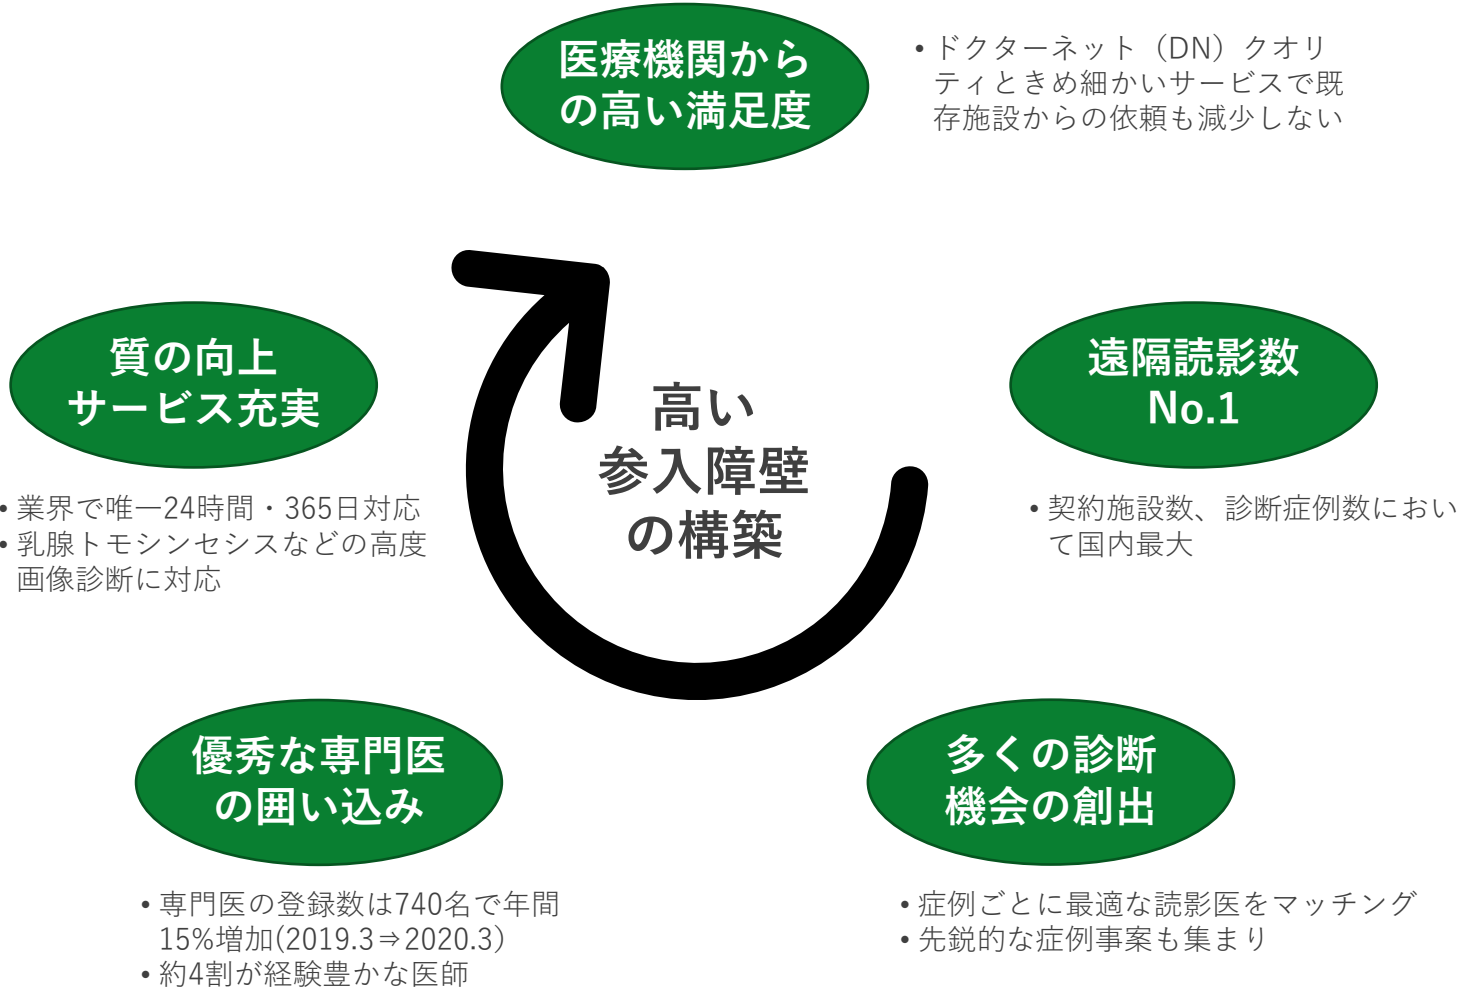 医療機関から
の高い満足度
• ドクターネット（DN）クオリ
ティときめ細かいサービスで既
存施設からの依頼も減少しない
質の向上
サービス充実
• 業界で唯一24時間・365日対応
• 乳腺トモシンセシスなどの高度
画像診断に対応
高い
参入障壁
の構築
遠隔読影数
No.1
• 契約施設数、診断症例数におい
て国内最大
優秀な専門医
の囲い込み
• 専門医の登録数は740名で年間
15%増加(2019.3⇒2020.3)
• 約4割が経験豊かな医師
多くの診断
機会の創出
• 症例ごとに最適な読影医をマッチング
• 先鋭的な症例事案も集まり